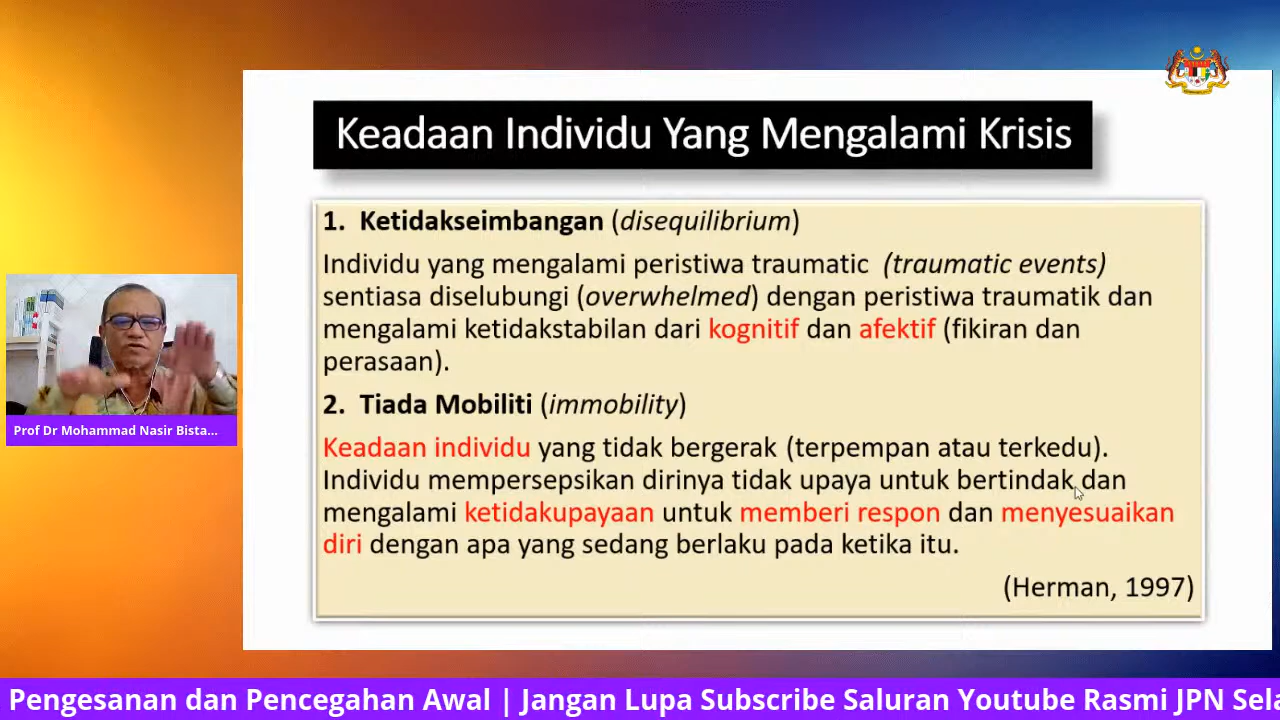 Keadaan Individu Yang Mengalami Krisis
1. Ketidakseimbangan (disequilibrium)
Individu yang mengalami peristiwa traumatic (traumatic events)
sentiasa diselubungi (overwhelmed) dengan peristiwa traumatik dan
mengalami ketidakstabilan dari kognitif dan afektif (fikiran dan
perasaan).
2. Tiada Mobiliti (immobility)
Keadaan individu yang tidak bergerak (terpempan atau terkedu).
Individu mempersepsikan dirinya tidak upaya untuk bertindak dan
mengalami ketidakupayaan untuk memberi respon dan menyesuaikan
diri dengan apa yang sedang berlaku pada ketika itu.
(Herman, 1997)
Prof Dr Mohammad Nasir Bista...
Pengesanan dan Pencegahan Awal | Jangan Lupa Subscribe Saluran Youtube Rasmi JPN Sela